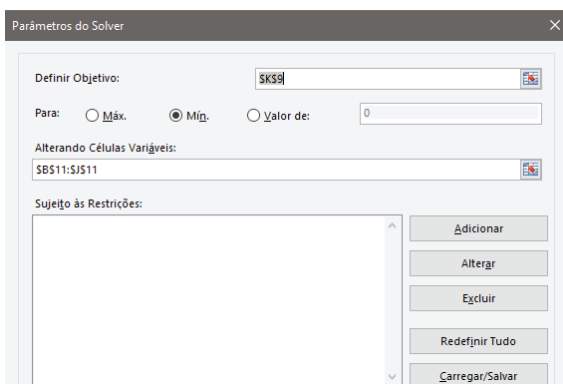 Parâmetros do Solver
Definir Objetivo: $K$9
Para: Máx. Mín. Valor de: 0
Alterando Células Variáveis:
$B$11:$J$11
Sujeito às Restrições:
Adicionar
Alterar
Excluir
Redefinir Tudo
Carregar/Salvar